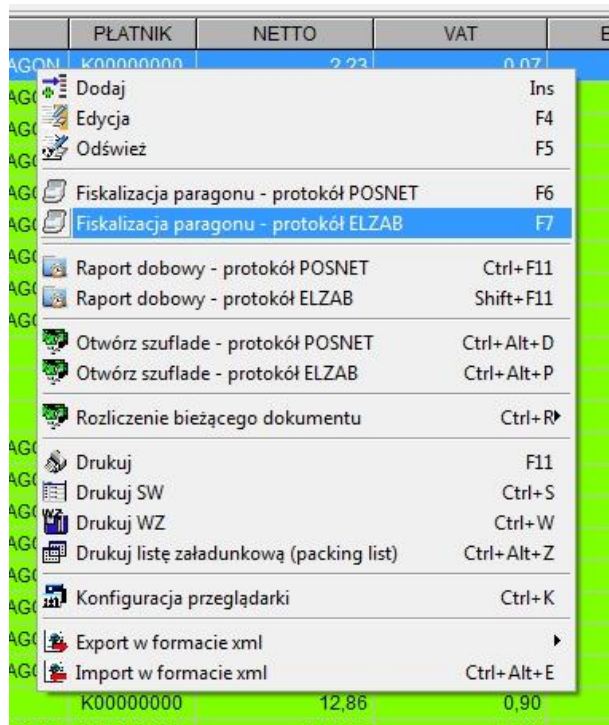 PŁATNIK NETTO VAT
AGON K00000000 2,23 0,07
Dodaj Ins
Edycja F4
Odśwież F5
Fiskalizacja paragonu - protokół POSNET F6
Fiskalizacja paragonu - protokół ELZAB F7
Raport dobowy - protokół POSNET Ctrl+F11
Raport dobowy - protokół ELZAB Shift+F11
Otwórz szuflade - protokół POSNET Ctrl+Alt+D
Otwórz szuflade - protokół ELZAB Ctrl+Alt+P
Rozliczenie bieżącego dokumentu Ctrl+R
Drukuj F11
Drukuj SW Ctrl+S
Drukuj WZ Ctrl+W
Drukuj listę załadunkową (packing list) Ctrl+Alt+Z
Konfiguracja przeglądarki Ctrl+K
Export w formacie xml
Import w formacie xml Ctrl+Alt+E
K00000000 12,86 0,90